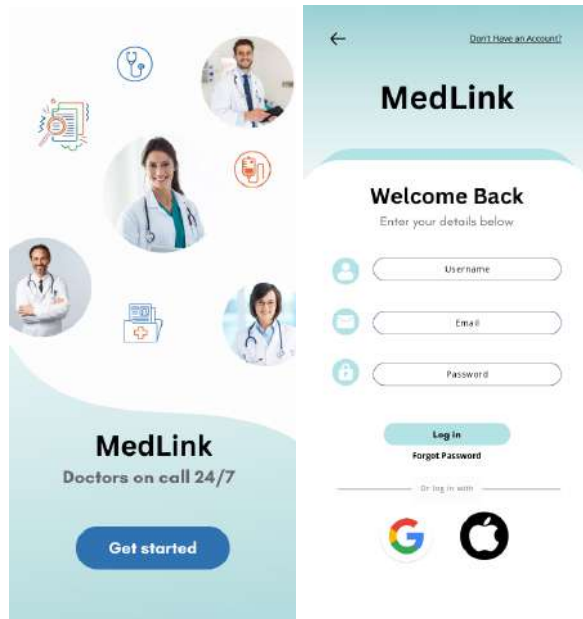 MedLink
Doctors on call 24/7
Get started
Don't Have an Account?
MedLink
Welcome Back
Enter your details below
Username
Email
Password
Log in
Forgot Password
Or log in with